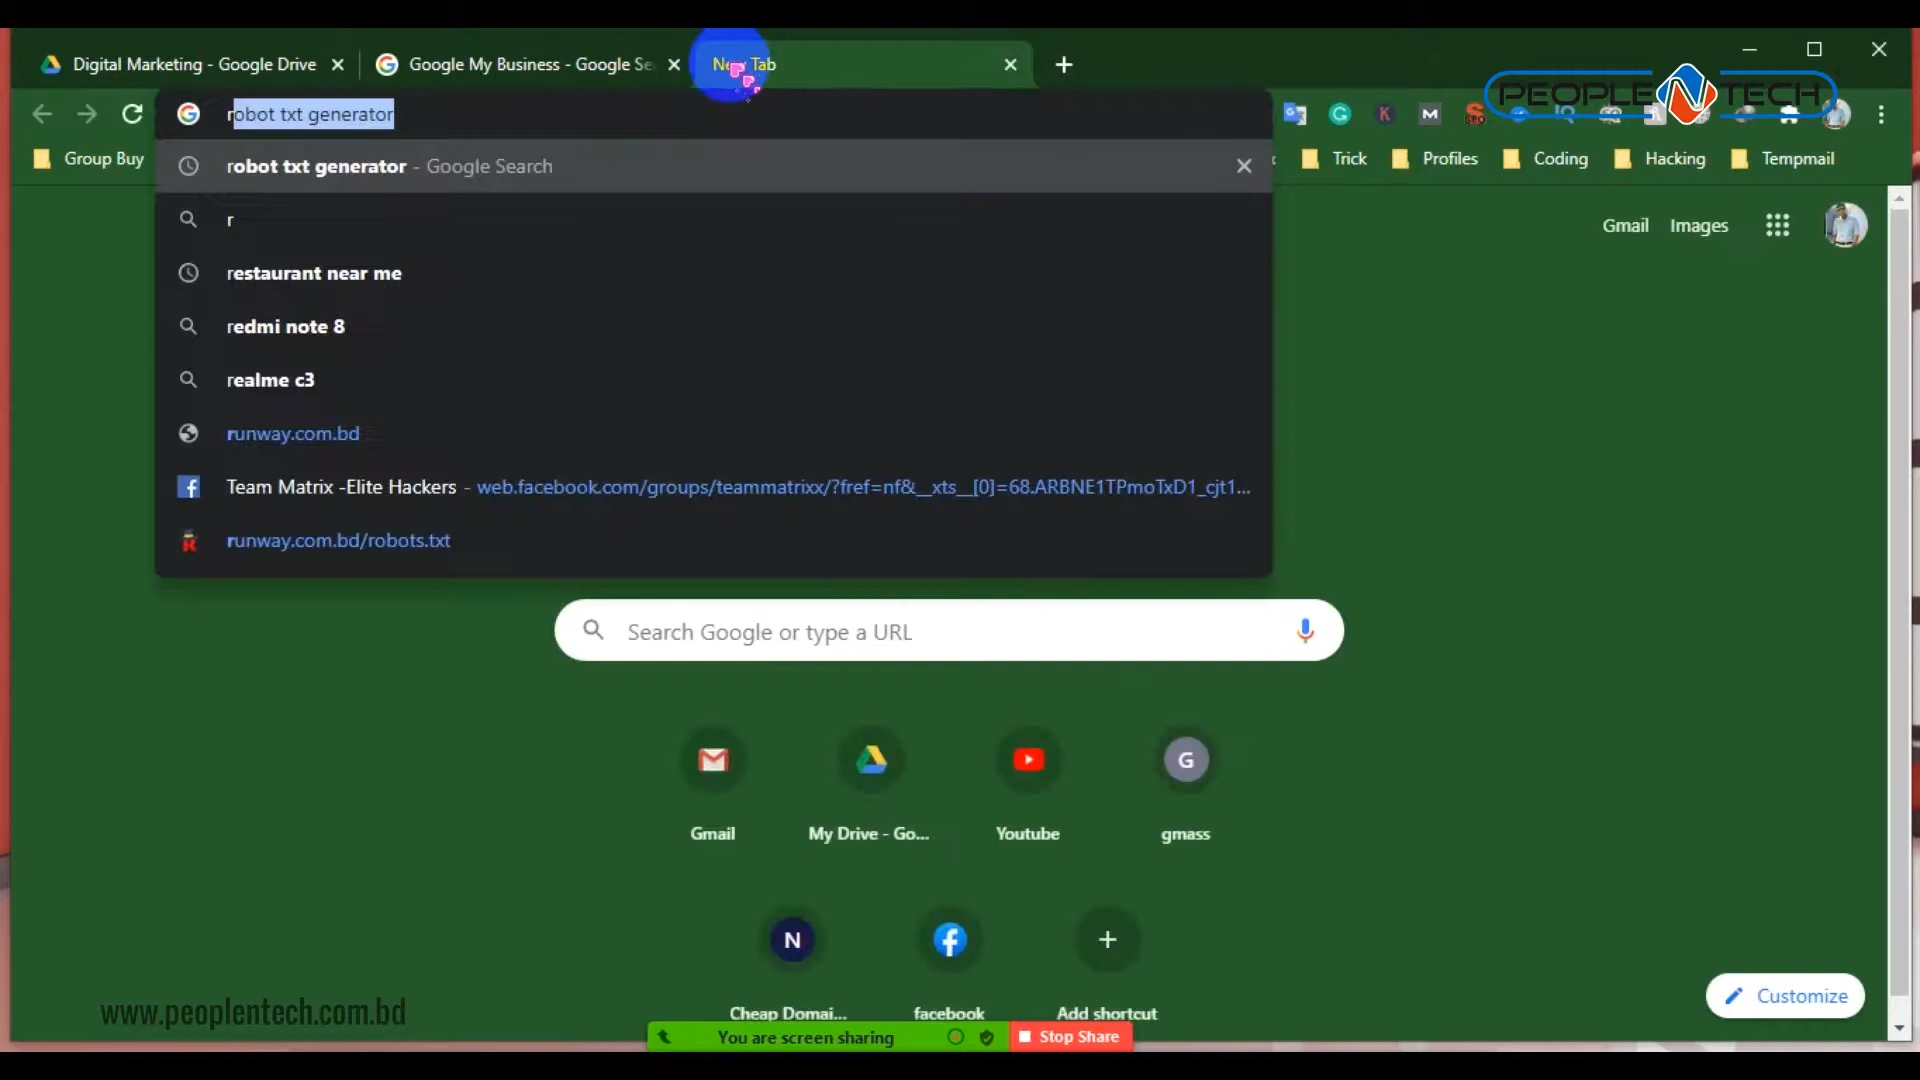 Digital Marketing - Google Drive
Google My Business - Google Se
New Tab
PEOPLE N TECH
robot txt generator
Group Buy
Trick
Profiles
Coding
Hacking
Tempmail
robot txt generator - Google Search
r
restaurant near me
redmi note 8
realme c3
runway.com.bd
Team Matrix -Elite Hackers - web.facebook.com/groups/teammatrixx/?fref=nf&__xts__[0]=68.ARBNE1TPmoTxD1_cjt1...
runway.com.bd/robots.txt
Gmail
Images
Search Google or type a URL
Gmail
My Drive - Go...
Youtube
G
gmass
N
Cheap Domai...
facebook
Add shortcut
Customize
www.peoplentech.com.bd
You are screen sharing
Stop Share